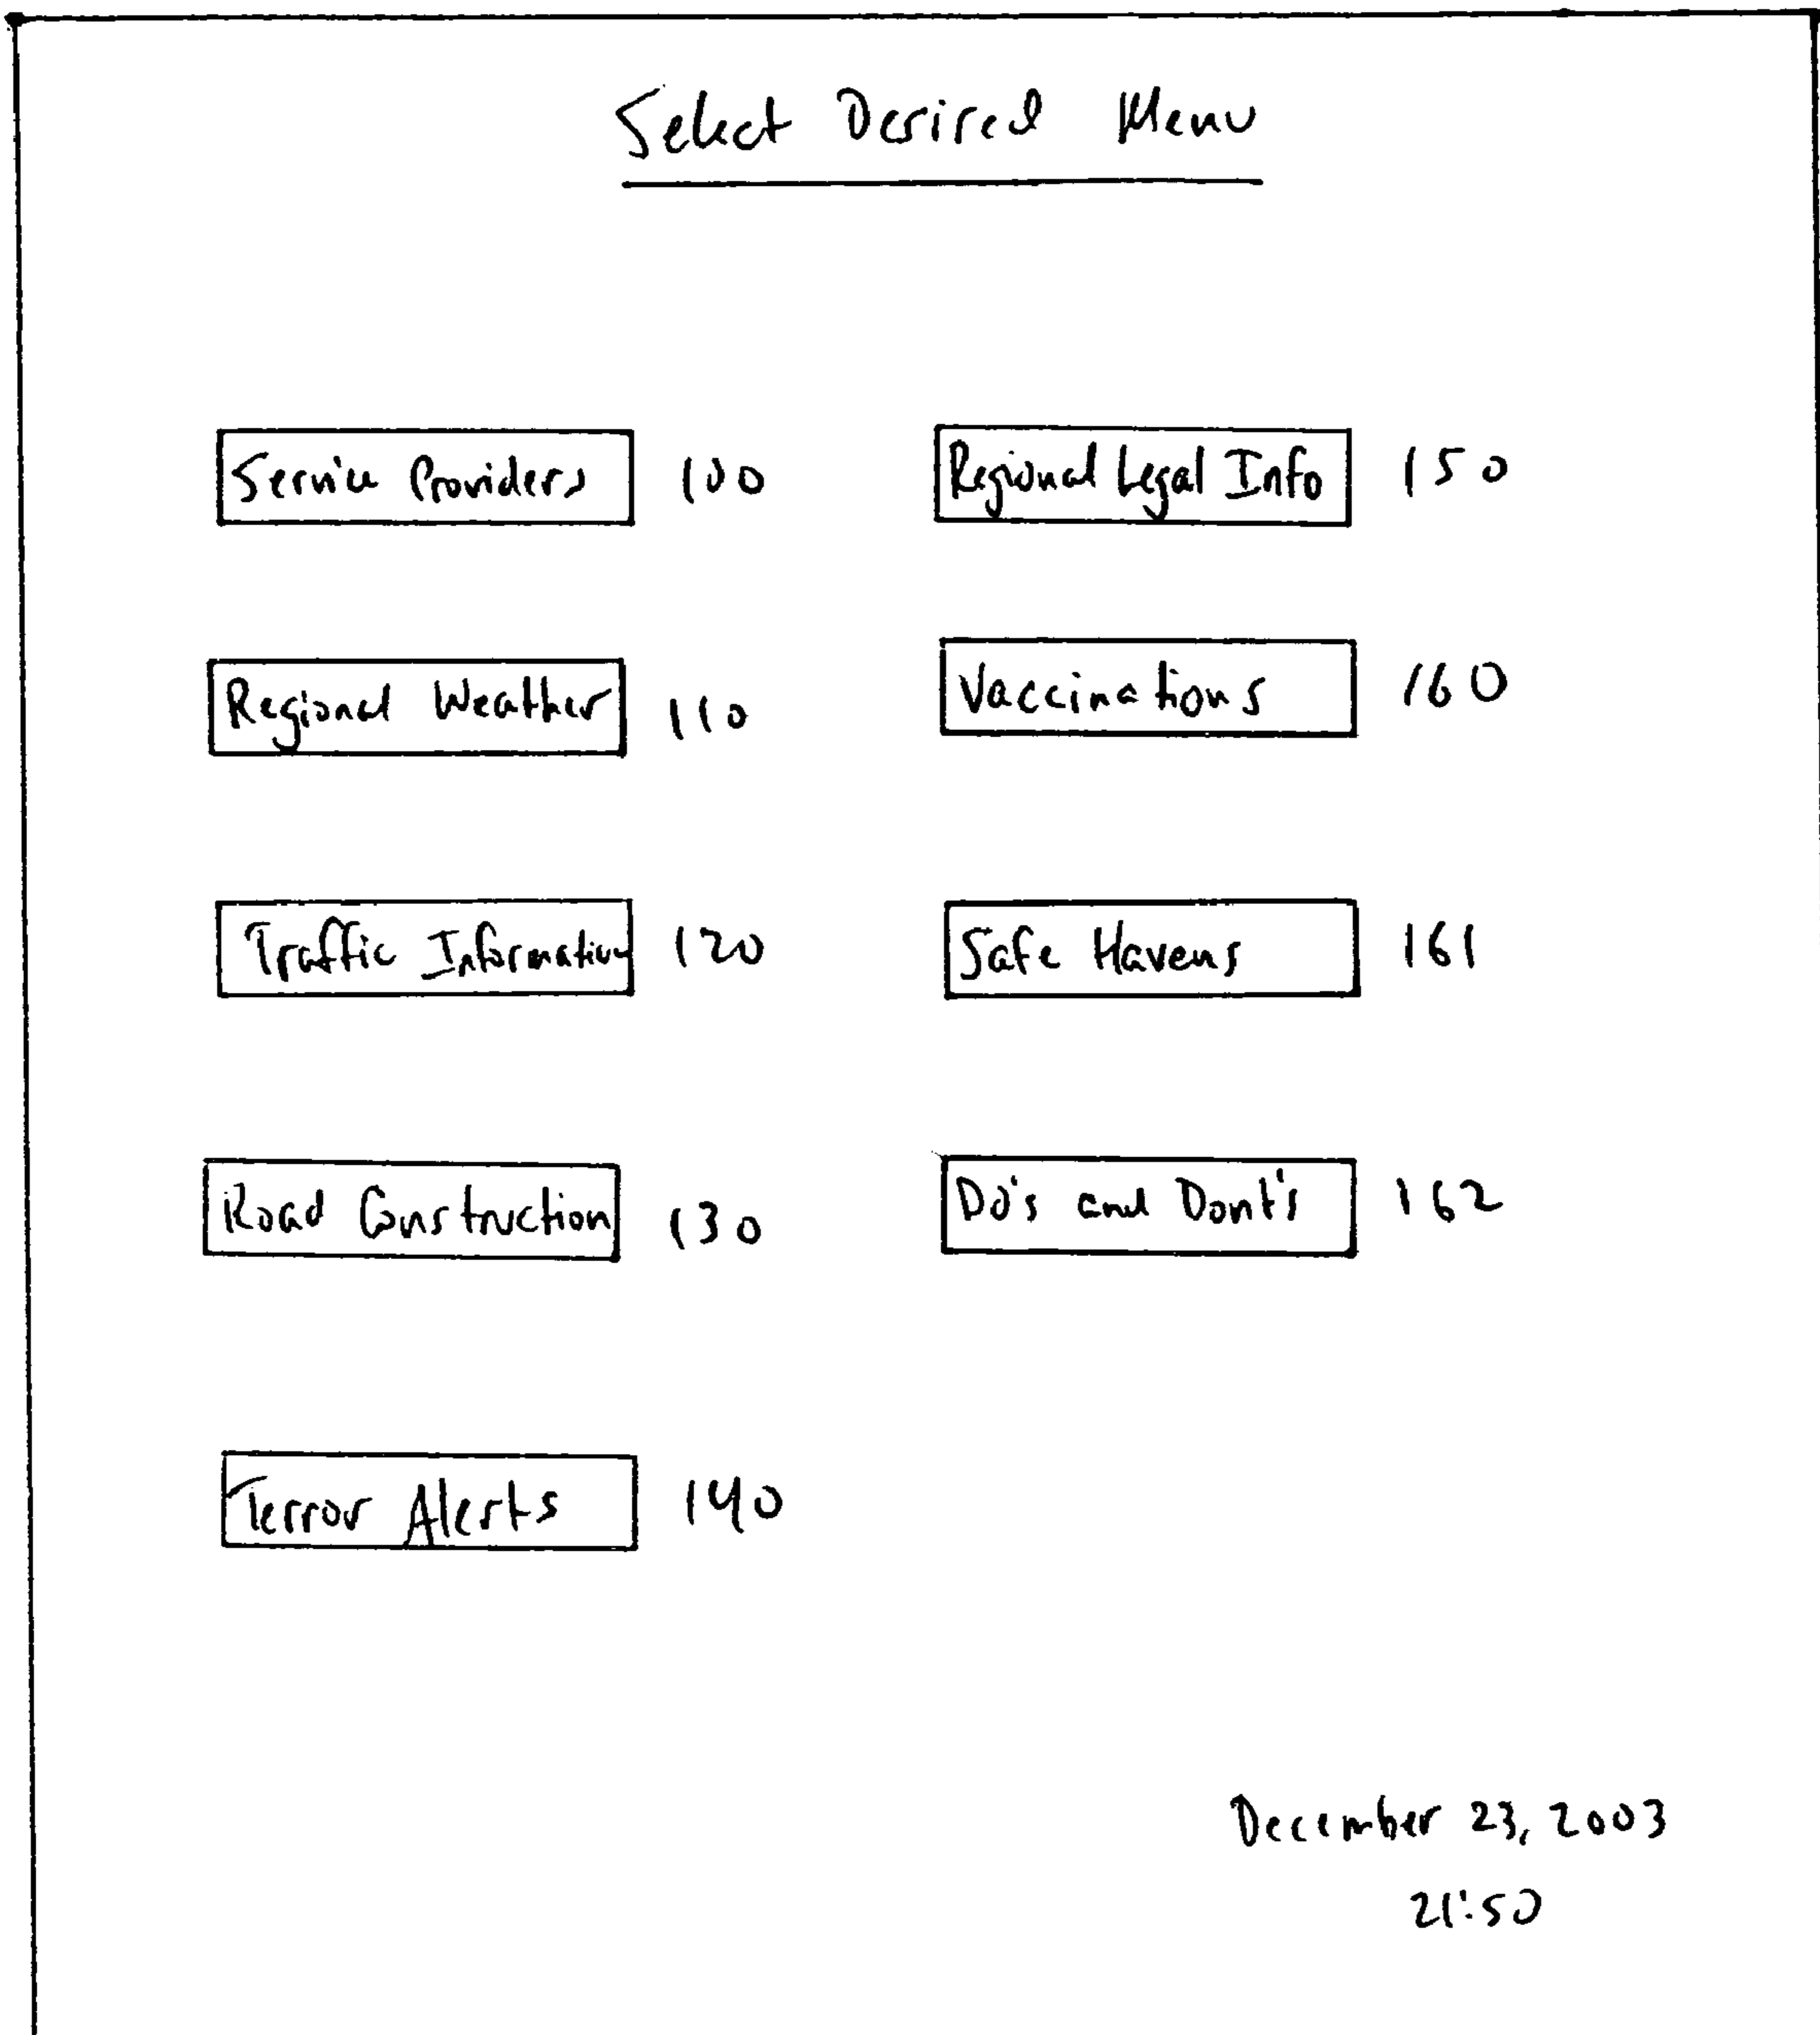 Select Desired Menu
Service Providers 100 Regional Legal Info 150
Regional Weather 110 Vaccinations 160
Traffic Information 120 Safe Havens 161
Road Construction 130 Do's and Dont's 162
Terror Alerts 140
December 23, 2003
21:50